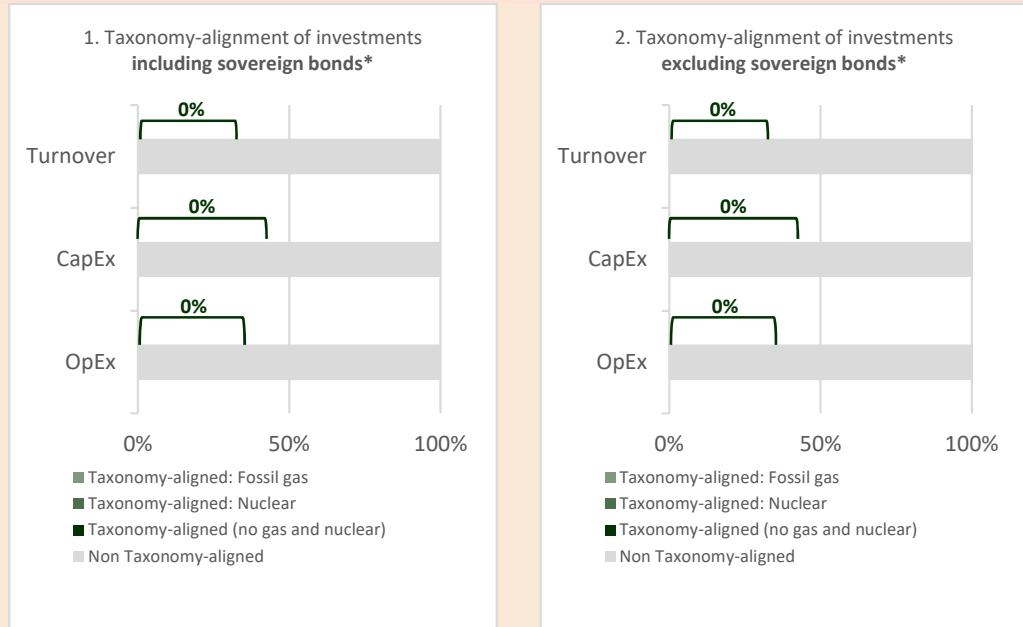 1. Taxonomy-alignment of investments
including sovereign bonds*
0%
Turnover
0%
CapEx
0%
OpEx
0% 50% 100%
Taxonomy-aligned: Fossil gas
Taxonomy-aligned: Nuclear
Taxonomy-aligned (no gas and nuclear)
Non Taxonomy-aligned
2. Taxonomy-alignment of investments
excluding sovereign bonds*
0%
Turnover
0%
CapEx
0%
OpEx
0% 50% 100%
Taxonomy-aligned: Fossil gas
Taxonomy-aligned: Nuclear
Taxonomy-aligned (no gas and nuclear)
Non Taxonomy-aligned